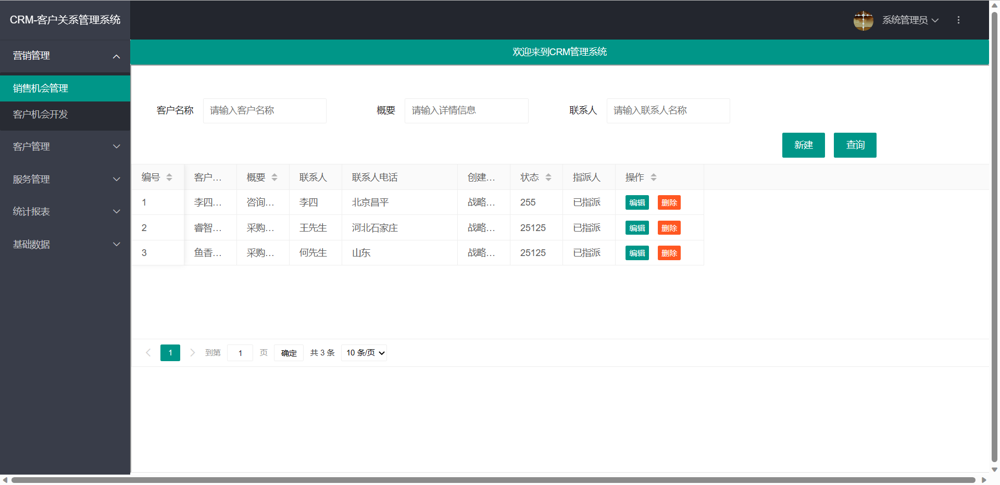 CRM-客户关系管理系统
系统管理员
营销管理
销售机会管理
客户机会开发
客户管理
服务管理
统计报表
基础数据
欢迎来到CRM管理系统
客户名称 请输入客户名称 概要 请输入详情信息 联系人 请输入联系人名称
新建 查询
编号 客户... 概要 联系人 联系人电话 创建... 状态 指派人 操作
1 李四... 咨询... 李四 北京昌平 战略... 255 已指派 编辑 删除
2 睿智... 采购... 王先生 河北石家庄 战略... 25125 已指派 编辑 删除
3 鱼香... 采购... 何先生 山东 战略... 25125 已指派 编辑 删除
1 到第 1 页 确定 共 3 条 10 条/页